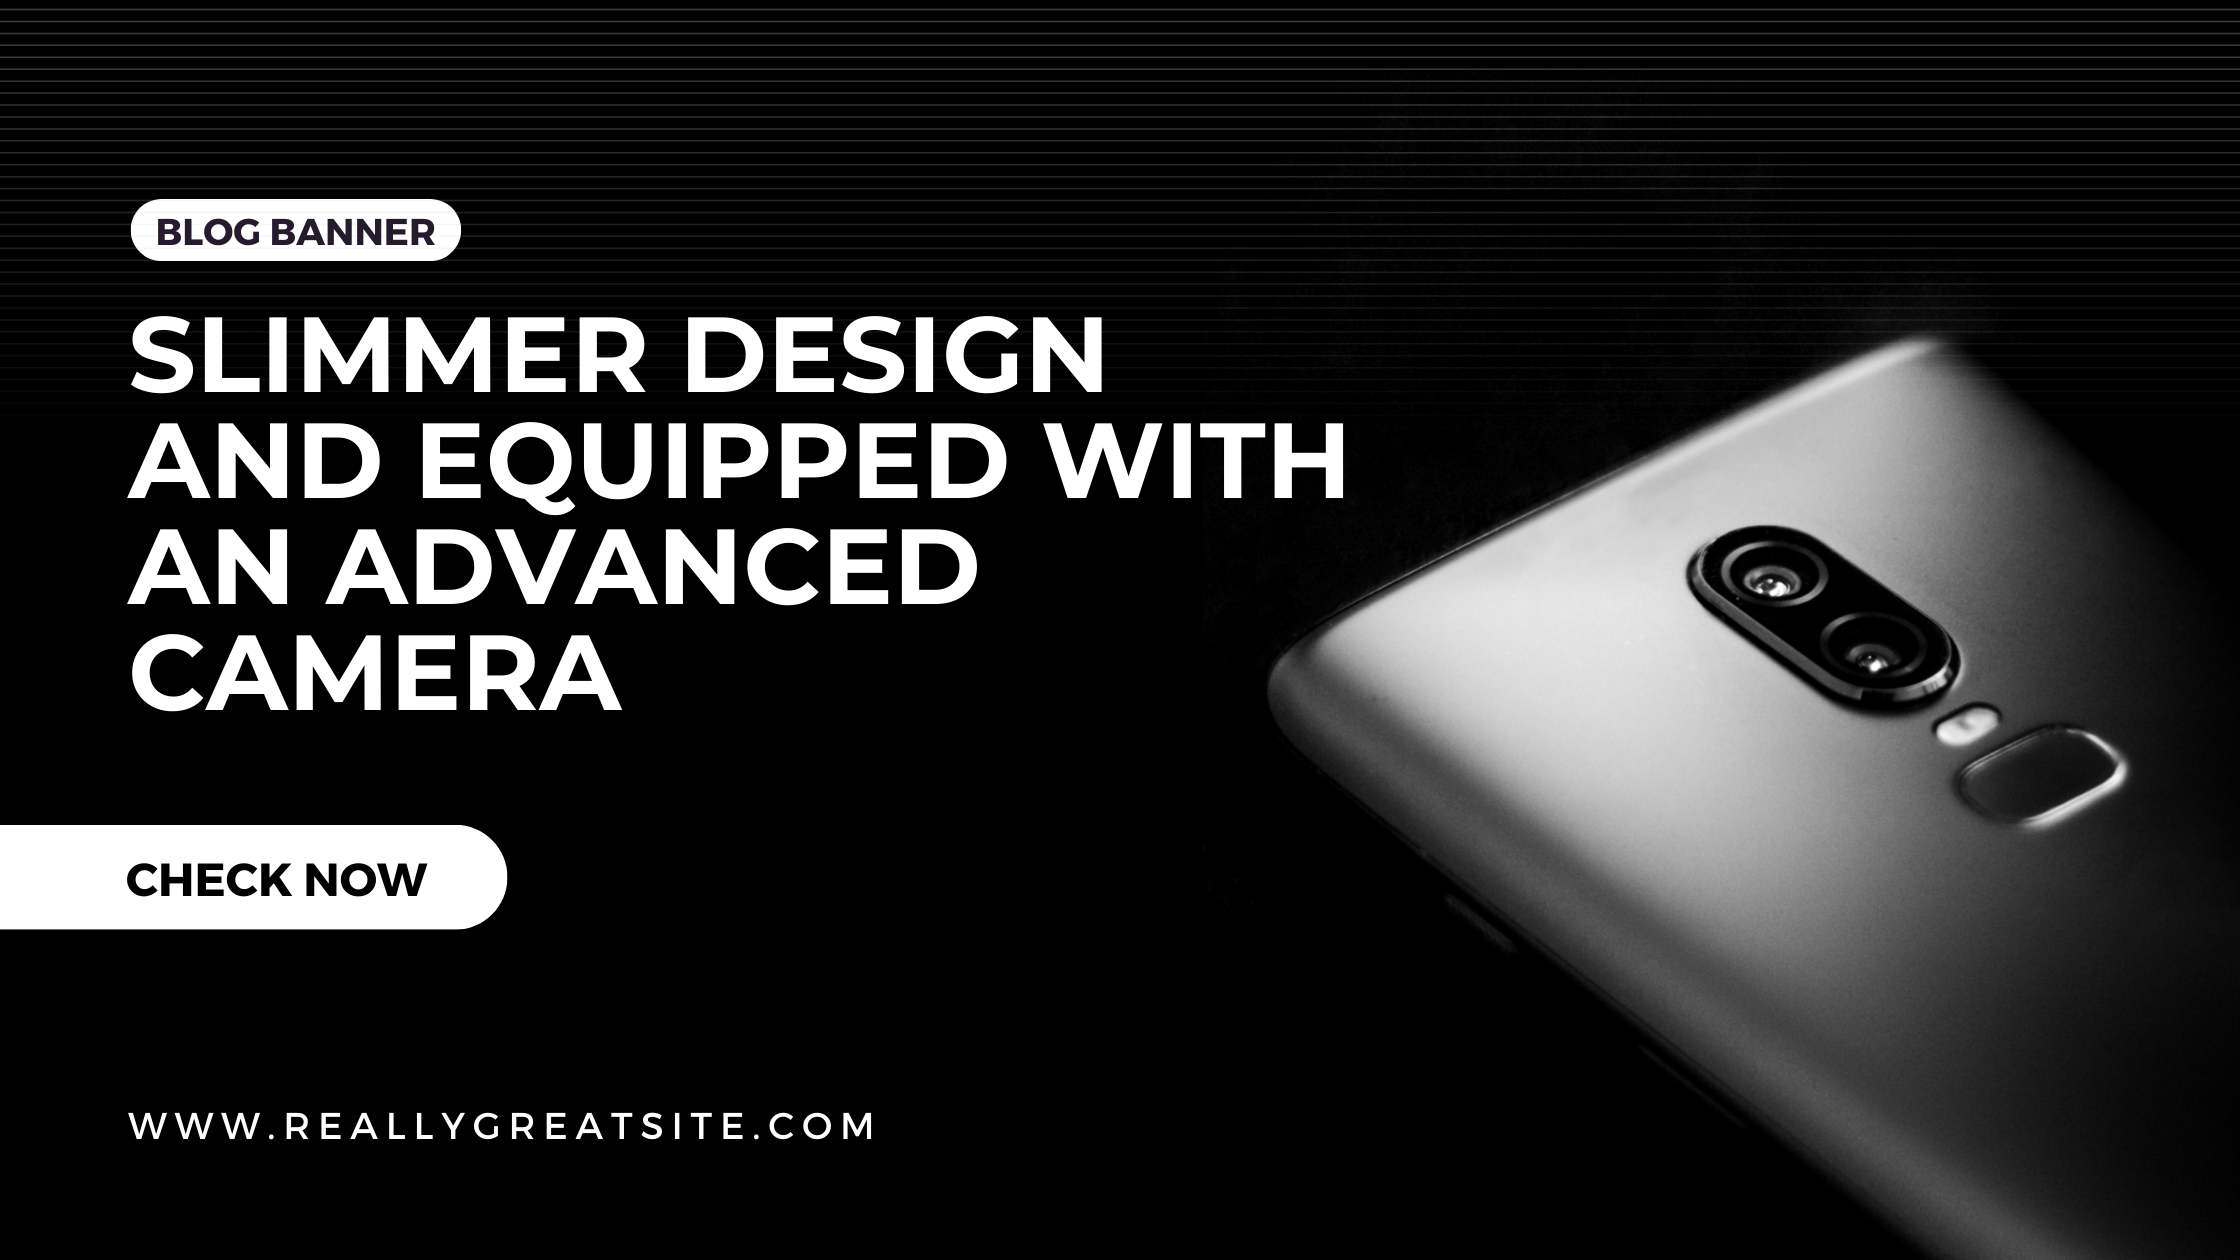 BLOG BANNER
SLIMMER DESIGN
AND EQUIPPED WITH
AN ADVANCED
CAMERA
CHECK NOW
WWW.REALLYGREATSITE.COM